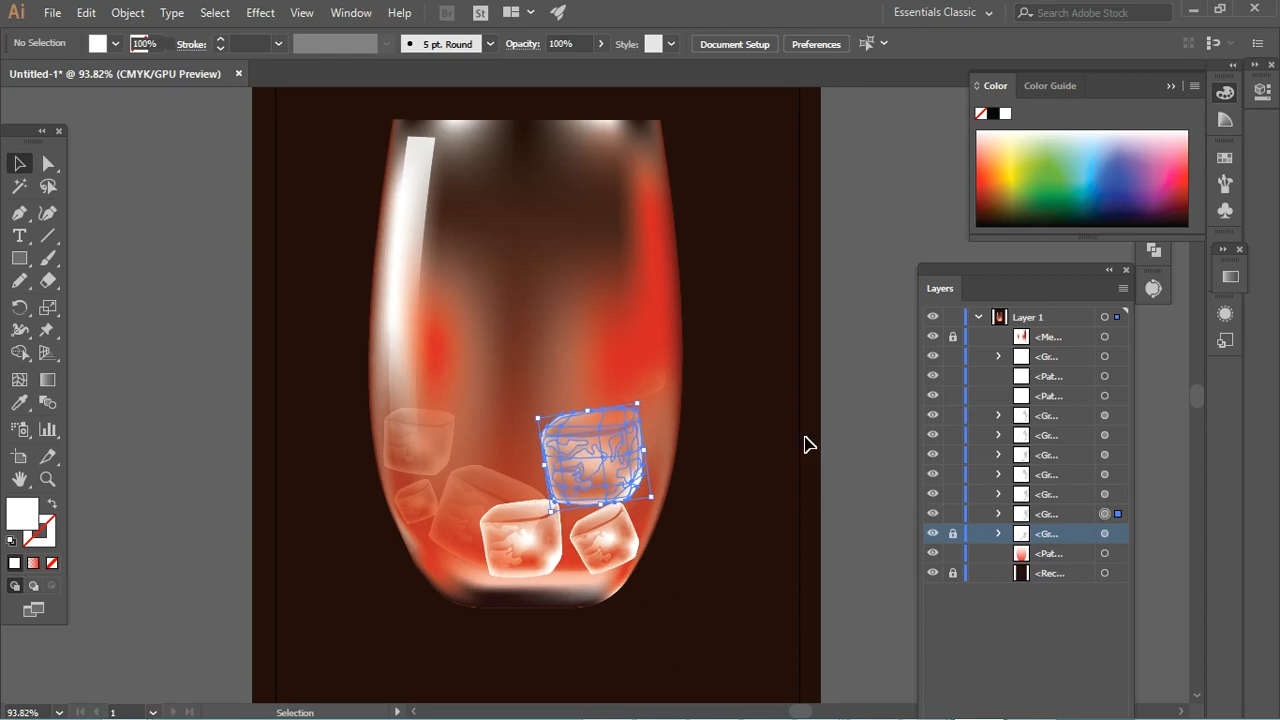 Ai File Edit Object Type Select Effect View Window Help Br St Essentials Classic Search Adobe Stock
No Selection 100% Stroke: 5 pt. Round Opacity: 100% Style: Document Setup Preferences
Untitled-1* @ 93.82% (CMYK/GPU Preview)
Color Color Guide
Layers
Layer 1
<Me...
<Gr...
<Pat...
<Pat...
<Gr...
<Gr...
<Gr...
<Gr...
<Gr...
<Gr...
<Gr...
<Pat...
<Rec...
93.82% 1 Selection